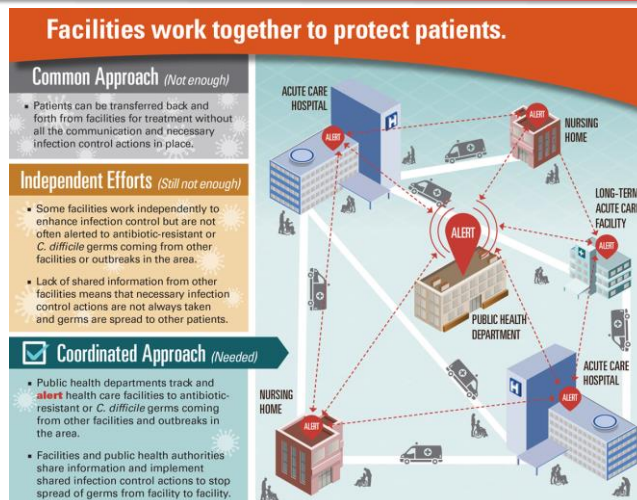 Facilities work together to protect patients.
Common Approach (Not enough)
▪ Patients can be transferred back and
forth from facilities for treatment without
all the communication and necessary
infection control actions in place.
Independent Efforts (Still not enough)
▪ Some facilities work independently to
enhance infection control but are not
often alerted to antibiotic-resistant or
C. difficile germs coming from other
facilities or outbreaks in the area.
▪ Lack of shared information from other
facilities means that necessary infection
control actions are not always taken
and germs are spread to other patients.
Coordinated Approach (Needed)
▪ Public health departments track and
alert health care facilities to antibiotic-
resistant or C. difficile germs coming
from other facilities and outbreaks in
the area.
▪ Facilities and public health authorities
share information and implement
shared infection control actions to stop
spread of germs from facility to facility.
ACUTE CARE
HOSPITAL
H
ALERT
ALERT
NURSING
HOME
LONG-TERM
ACUTE CARE
FACILITY
ALERT
ALERT
PUBLIC HEALTH
DEPARTMENT
NURSING
HOME
ALERT
H
ALERT
ACUTE CARE
HOSPITAL